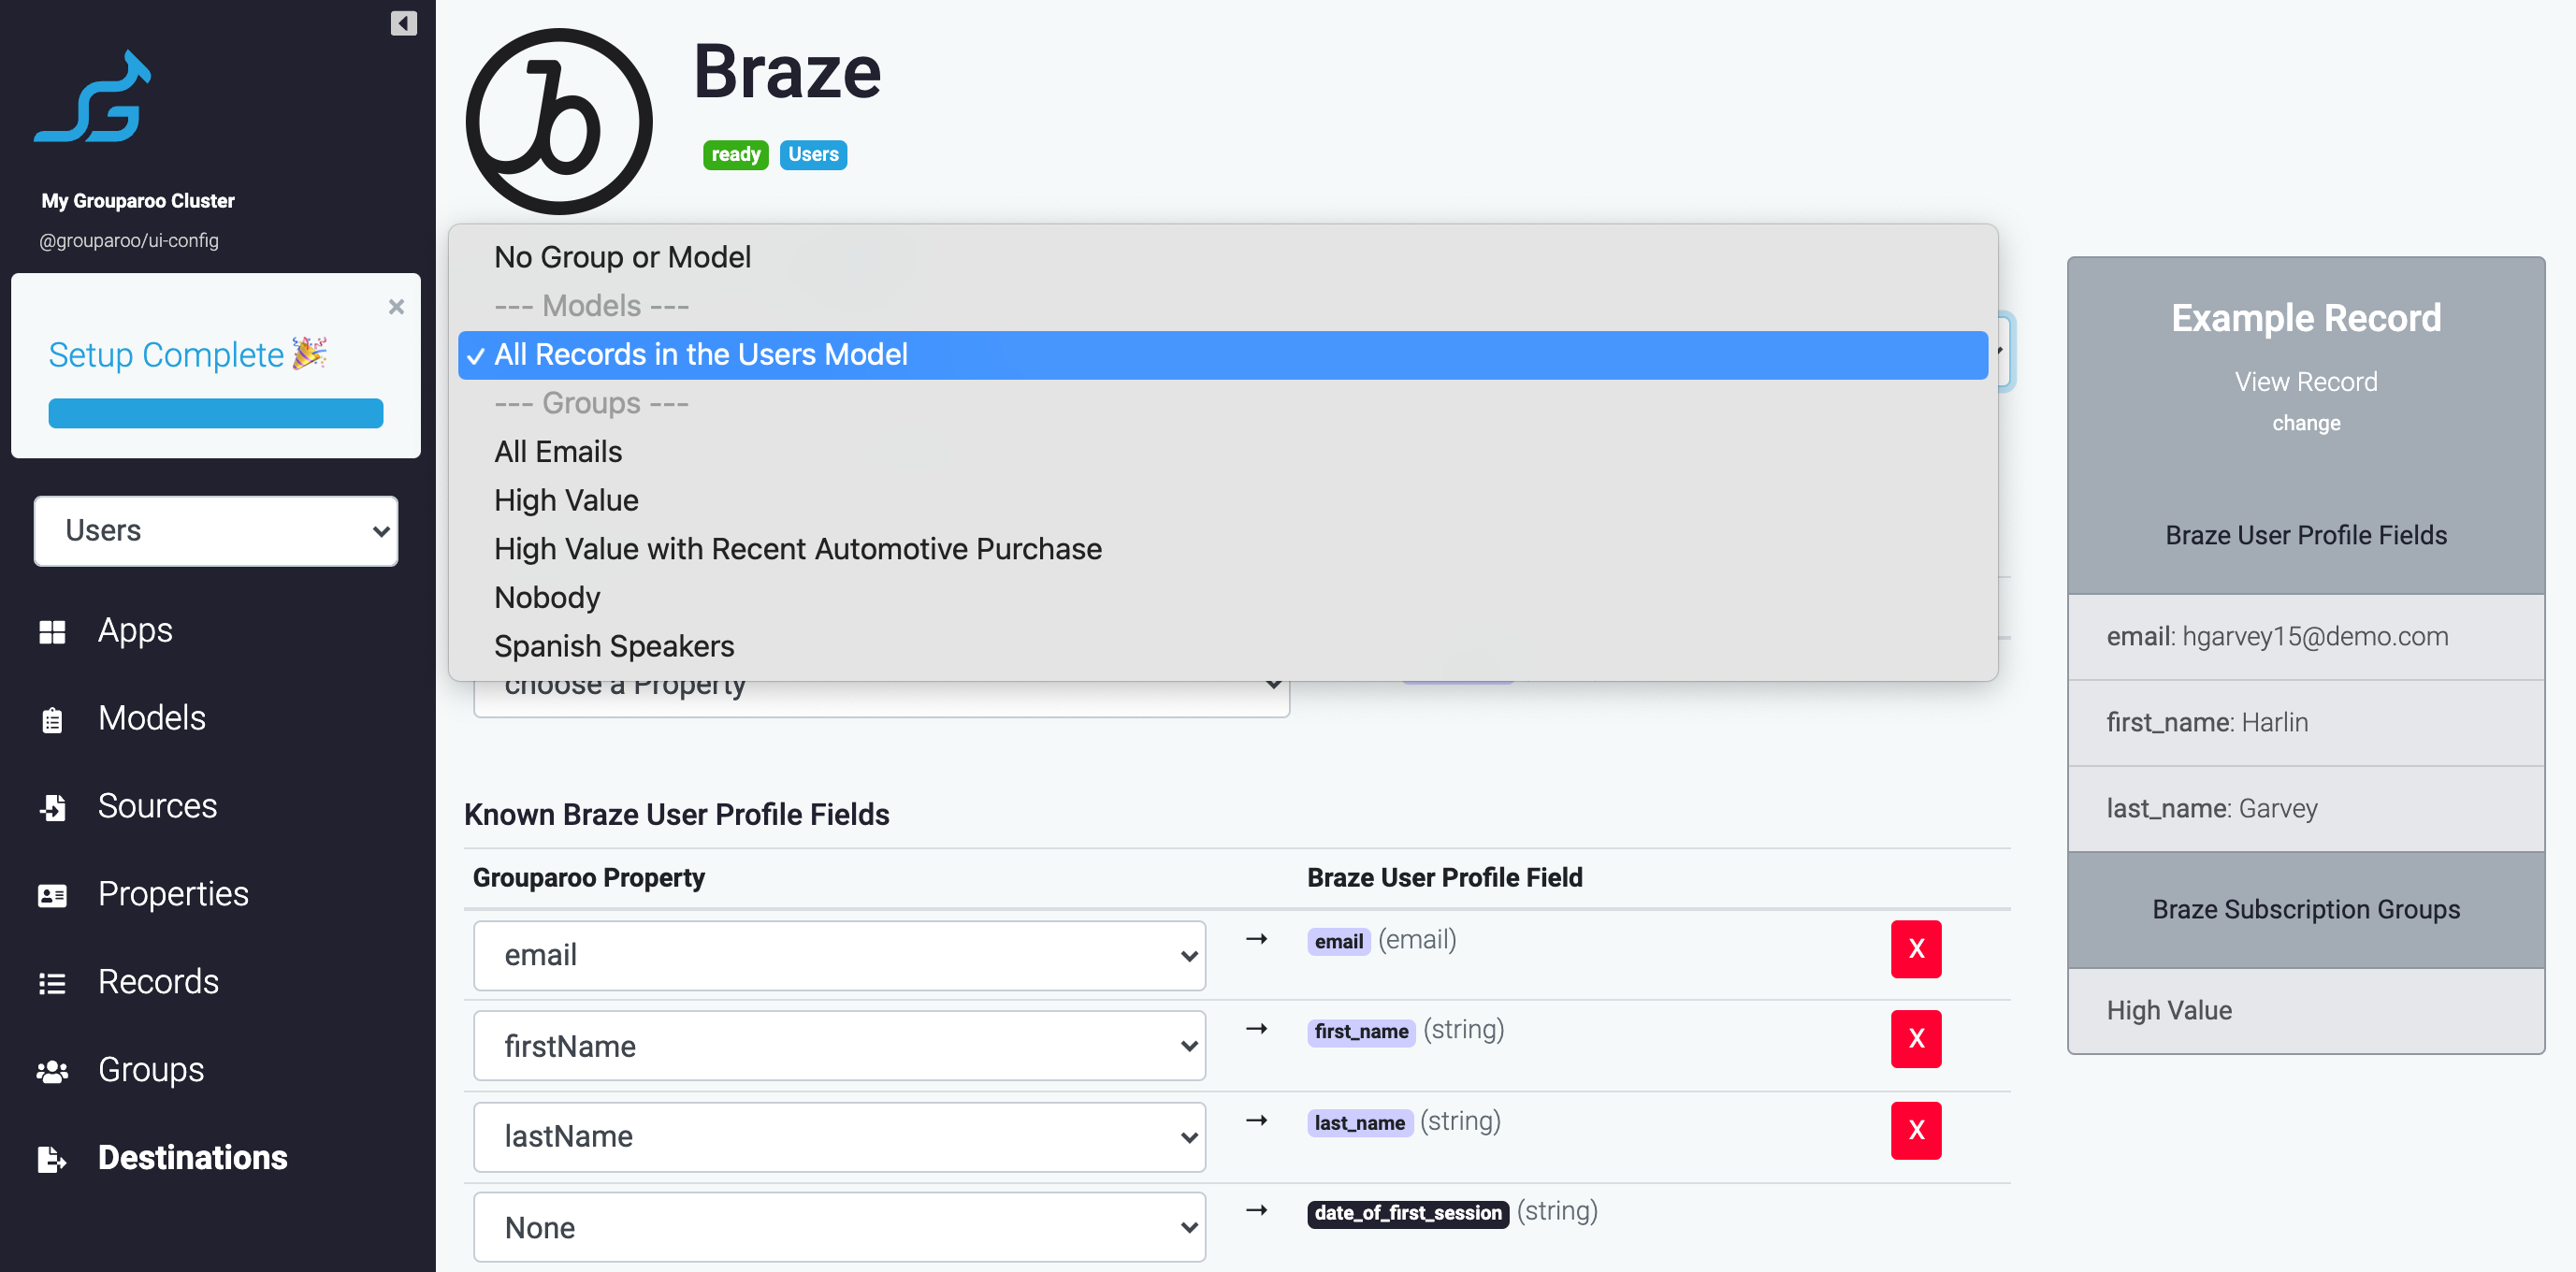 My Grouparoo Cluster
@grouparoo/ui-config
×
Setup Complete 🎉
Users
Apps
Models
Sources
Properties
Records
Groups
Destinations
Braze
ready Users
No Group or Model
--- Models ---
✓ All Records in the Users Model
--- Groups ---
All Emails
High Value
High Value with Recent Automotive Purchase
Nobody
Spanish Speakers
choose a Property
Known Braze User Profile Fields
Grouparoo Property Braze User Profile Field
email → email (email) X
firstName → first_name (string) X
lastName → last_name (string) X
None → date_of_first_session (string)
Example Record
View Record
change
Braze User Profile Fields
email: hgarvey15@demo.com
first_name: Harlin
last_name: Garvey
Braze Subscription Groups
High Value